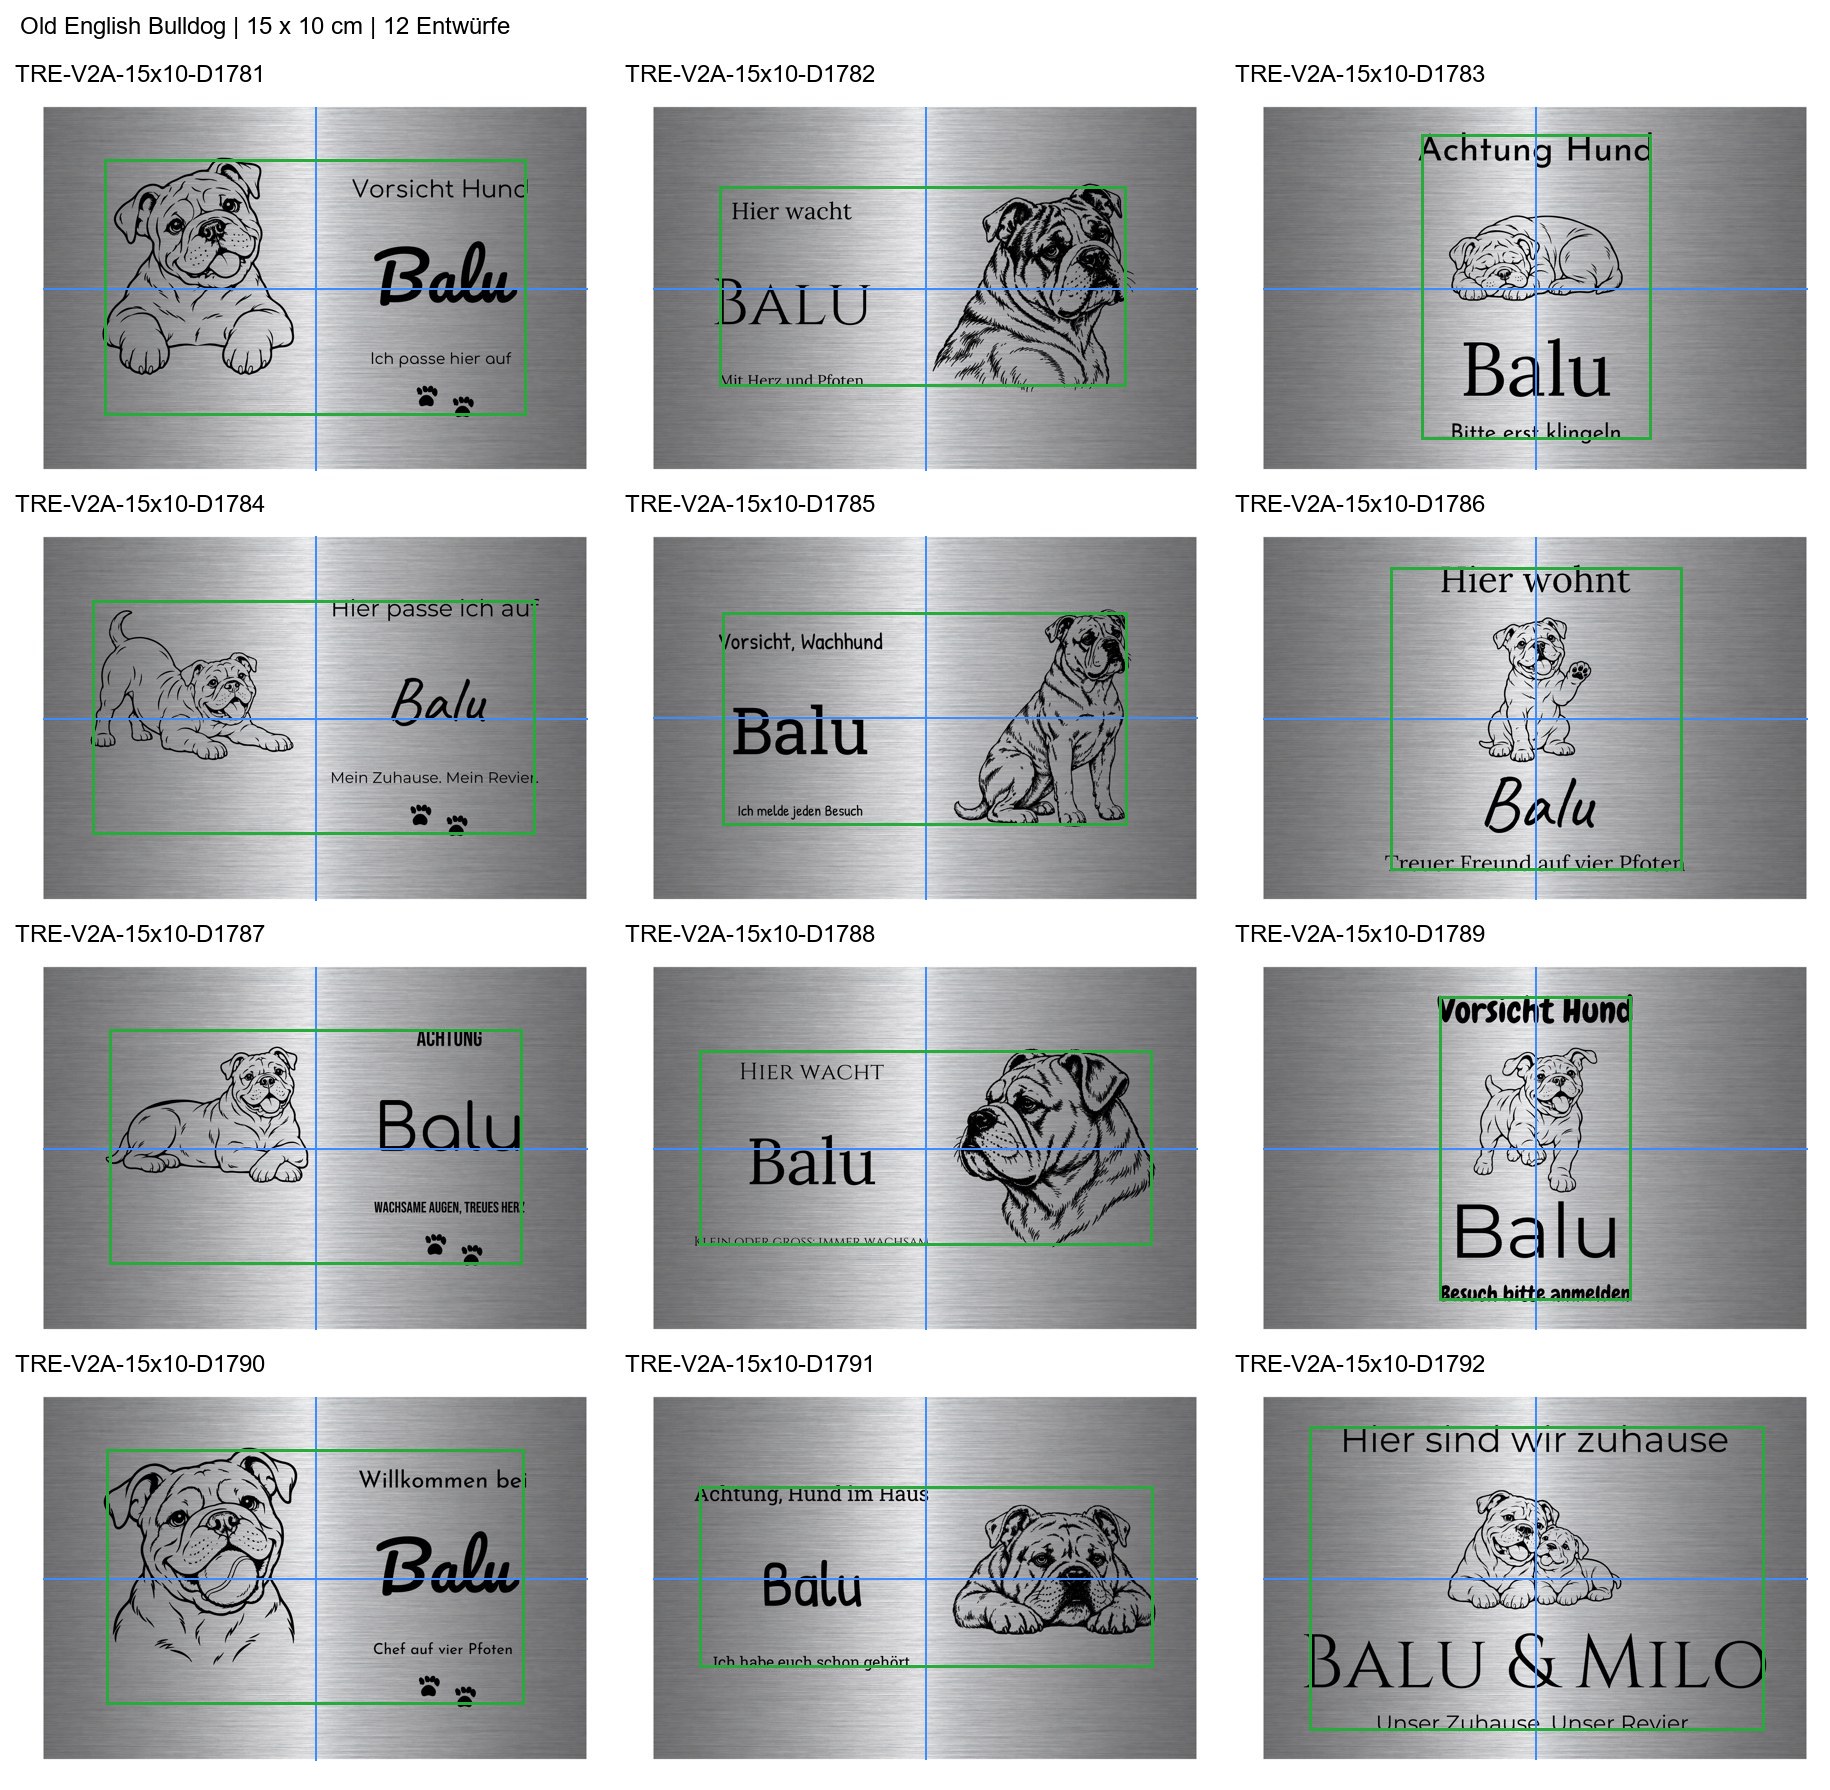 Old English Bulldog | 15 x 10 cm | 12 Entwürfe
TRE-V2A-15x10-D1781
Vorsicht Hund
Balu
Ich passe hier auf
TRE-V2A-15x10-D1782
Hier wacht
BALU
Mit Herz und Pfoten
TRE-V2A-15x10-D1783
Achtung Hund
Balu
Bitte erst klingeln
TRE-V2A-15x10-D1784
Hier passe ich auf
Balu
Mein Zuhause. Mein Revier.
TRE-V2A-15x10-D1785
Vorsicht, Wachhund
Balu
Ich melde jeden Besuch
TRE-V2A-15x10-D1786
Hier wohnt
Balu
Treuer Freund auf vier Pfoten
TRE-V2A-15x10-D1787
ACHTUNG
Balu
WACHSAME AUGEN, TREUES HERZ
TRE-V2A-15x10-D1788
HIER WACHT
Balu
KLEIN ODER GROSS: IMMER WACHSAM
TRE-V2A-15x10-D1789
Vorsicht Hund
Balu
Besuch bitte anmelden
TRE-V2A-15x10-D1790
Willkommen bei
Balu
Chef auf vier Pfoten
TRE-V2A-15x10-D1791
Achtung, Hund im Haus
Balu
Ich habe euch schon gehört
TRE-V2A-15x10-D1792
Hier sind wir zuhause
BALU & MILO
Unser Zuhause. Unser Revier.